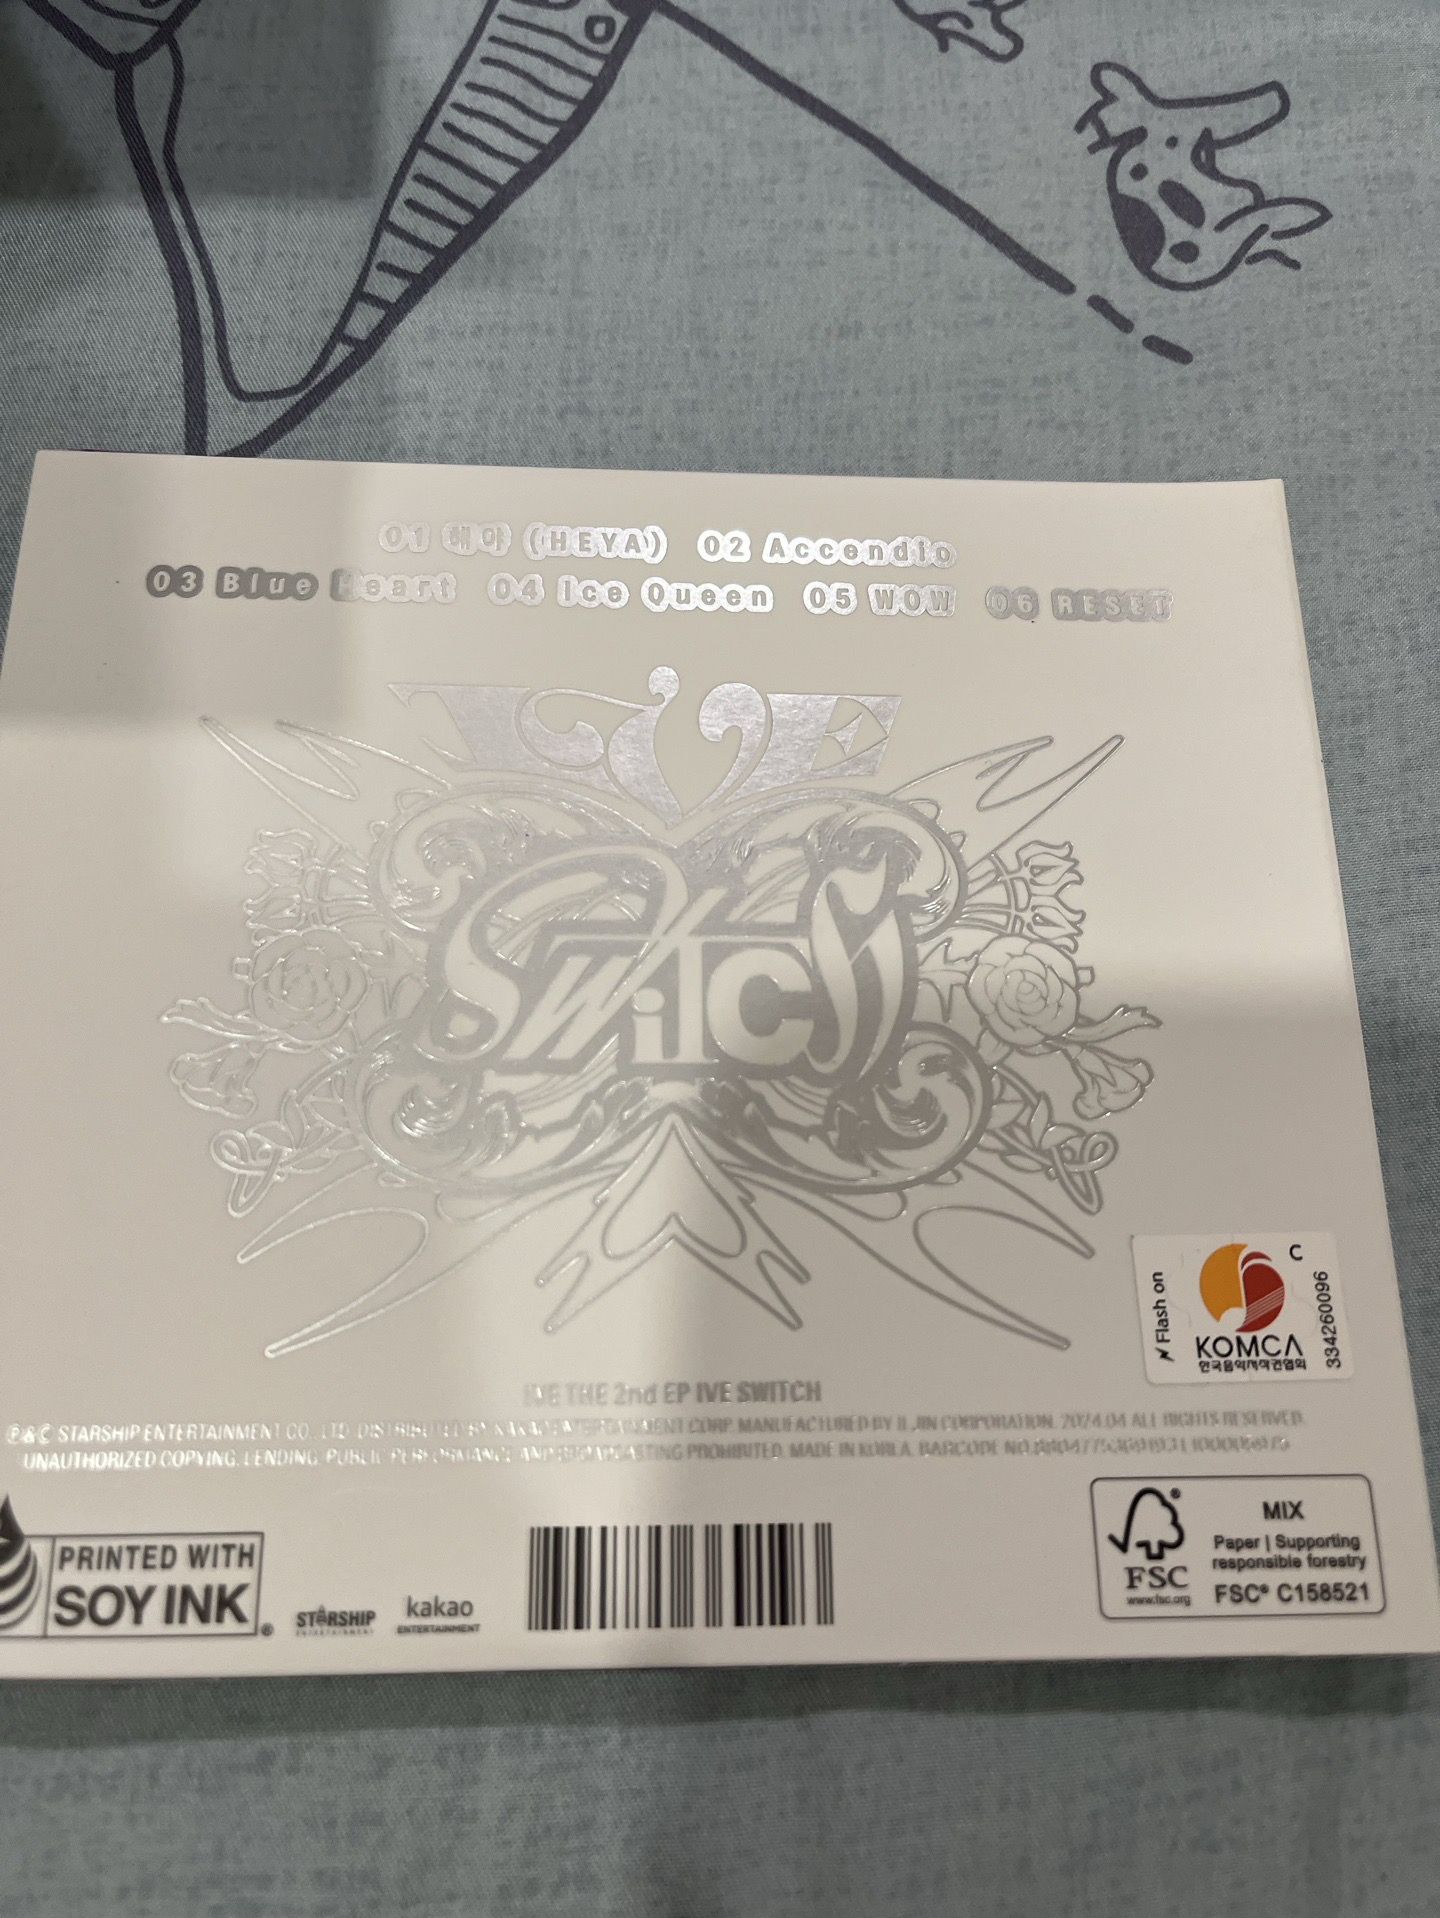 01 해야 (HEYA) 02 Accendio
03 Blue Heart 04 Ice Queen 05 WOW 06 RESET
IVE
SWITCH
Flash on
C
KOMCA
한국음악저작권협회
334260096
IVE THE 2nd EP IVE SWITCH
℗&© STARSHIP ENTERTAINMENT CO., LTD. DISTRIBUTED BY KAKAO ENTERTAINMENT CORP. MANUFACTURED BY IL JIN CORPORATION. 2024.04 ALL RIGHTS RESERVED.
UNAUTHORIZED COPYING, LENDING, PUBLIC PERFORMANCE AND BROADCASTING PROHIBITED. MADE IN KOREA. BARCODE NO.
PRINTED WITH
SOY INK®
STARSHIP
ENTERTAINMENT
kakao
ENTERTAINMENT
FSC
www.fsc.org
MIX
Paper | Supporting
responsible forestry
FSC® C158521